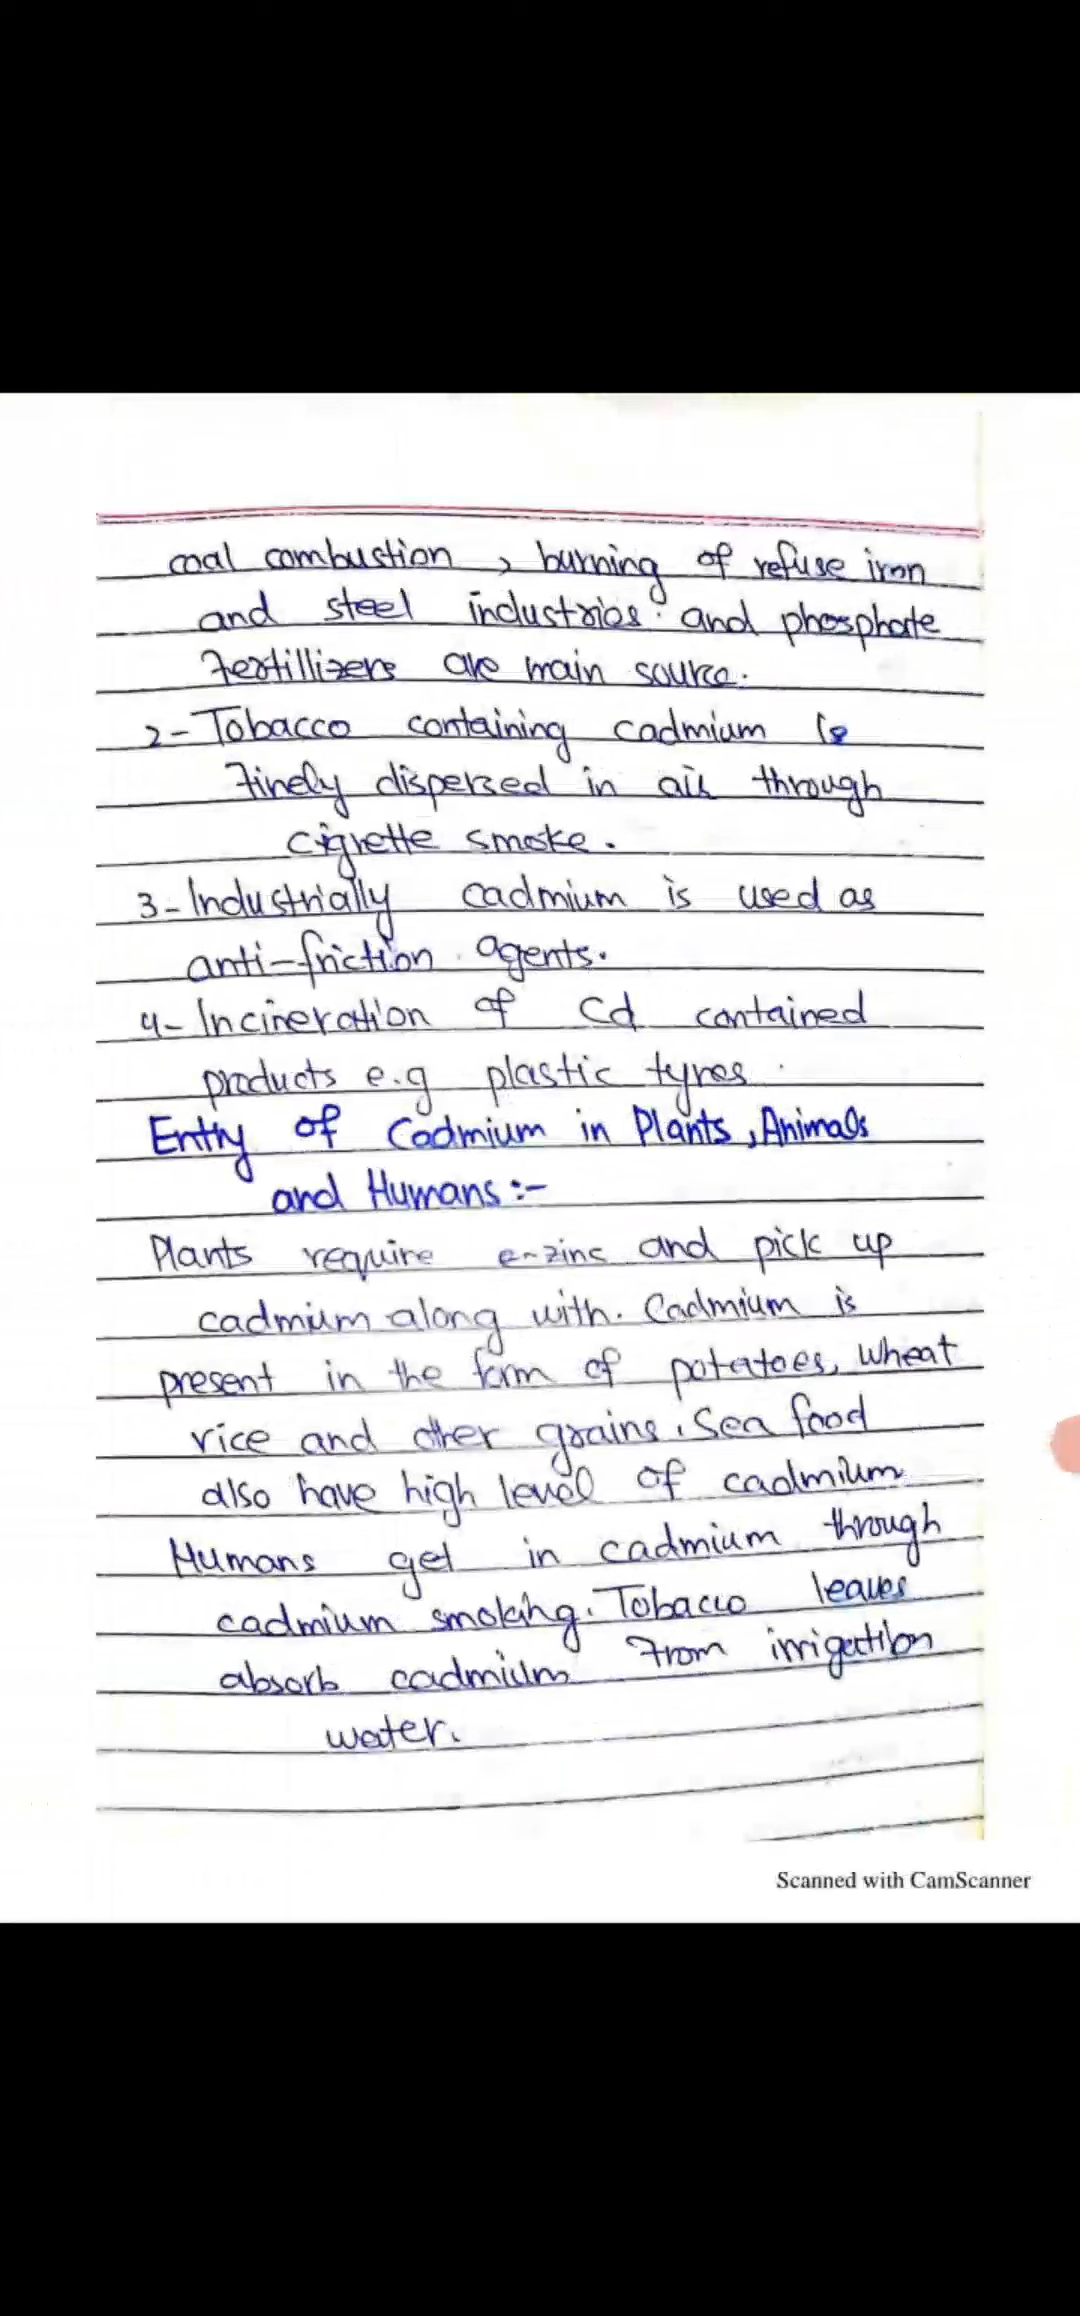 coal combustion, burning of refuse iron
and steel industries. and phosphate
fertillizers are main source.
2- Tobacco containing cadmium is
finely dispersed in air through
cigrette smoke.
3- Industrially cadmium is used as
anti-friction agents.
4- Incineration of Cd contained
products e.g plastic tyres.
Entry of Cadmium in Plants, Animals
and Humans:-
Plants require zinc and pick up
cadmium along with. Cadmium is
present in the form of potatoes, wheat
rice and other grains. Sea food
also have high level of cadmium
Humans get in cadmium through
cadmium smoking. Tobacco leaves
absorb cadmium from irrigation
water.
Scanned with CamScanner